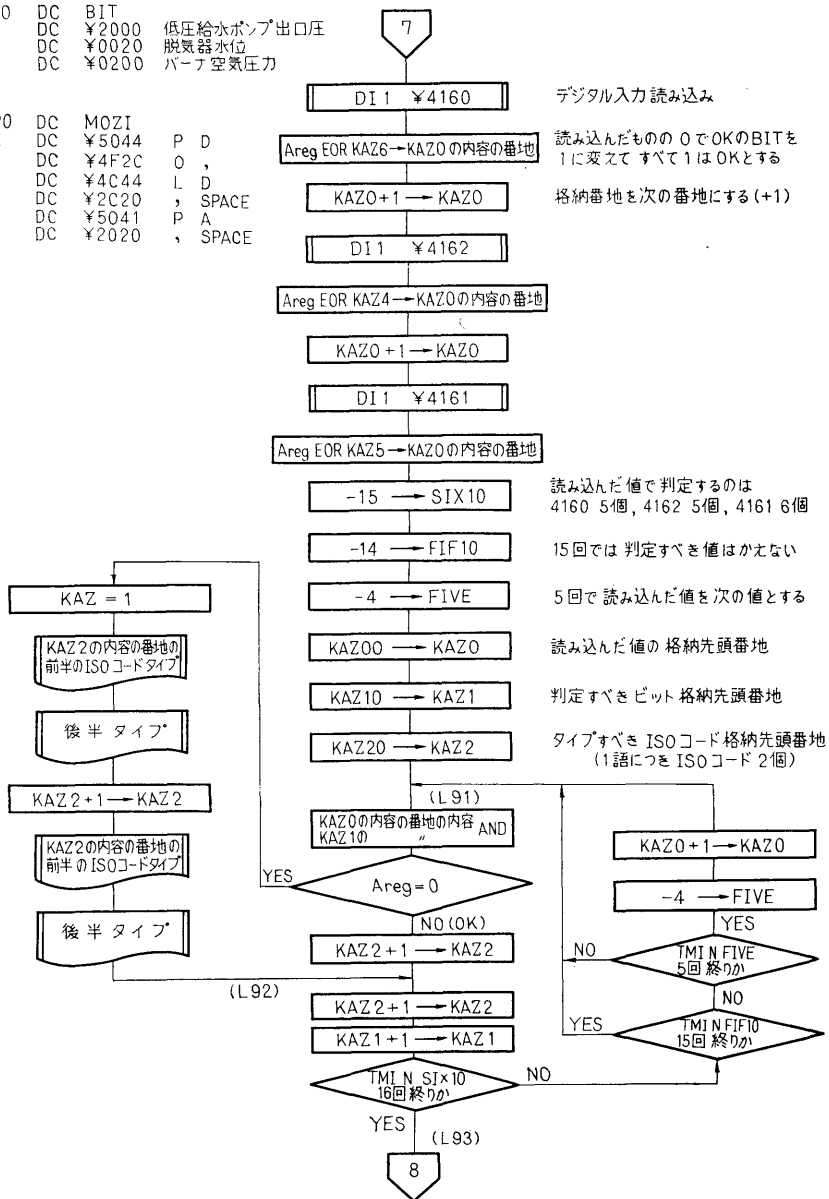 0 DC BIT
DC ¥2000 低圧給水ポンプ出口圧
DC ¥0020 脱気器水位
DC ¥0200 バーナ空気圧力
0 DC MOZI
DC ¥5044 P D
DC ¥4F2C O ,
DC ¥4C44 L D
DC ¥2C20 , SPACE
DC ¥5041 P A
DC ¥2020 , SPACE
7
DI1 ¥4160
デジタル入力読み込み
Areg EOR KAZ6→KAZ0の内容の番地
読み込んだものの 0でOKのBITを
1に変えて すべて1はOKとする
KAZ0+1→KAZ0
格納番地を次の番地にする(+1)
DI1 ¥4162
Areg EOR KAZ4→KAZ0の内容の番地
KAZ0+1→KAZ0
DI1 ¥4161
Areg EOR KAZ5→KAZ0の内容の番地
-15→SIX10
読み込んだ値で判定するのは
4160 5個, 4162 5個, 4161 6個
-14→FIF10
15回では判定すべき値はかえない
-4→FIVE
5回で読み込んだ値を次の値とする
KAZ00→KAZ0
読み込んだ値の格納先頭番地
KAZ10→KAZ1
判定すべきビット格納先頭番地
KAZ20→KAZ2
タイプすべきISOコード格納先頭番地
(1語につきISOコード2個)
(L91)
KAZ0の内容の番地の内容
KAZ1の 〃 AND
Areg=0
YES
NO(OK)
KAZ2+1→KAZ2
(L92)
KAZ2+1→KAZ2
KAZ1+1→KAZ1
TMIN SIX10
16回終りか
NO
YES
(L93)
8
KAZ=1
KAZ2の内容の番地の
前半のISOコードタイプ
後半タイプ
KAZ2+1→KAZ2
KAZ2の内容の番地の
前半のISOコードタイプ
後半タイプ
KAZ0+1→KAZ0
-4→FIVE
YES
TMIN FIVE
5回終りか
NO
NO
TMIN FIF10
15回終りか
YES